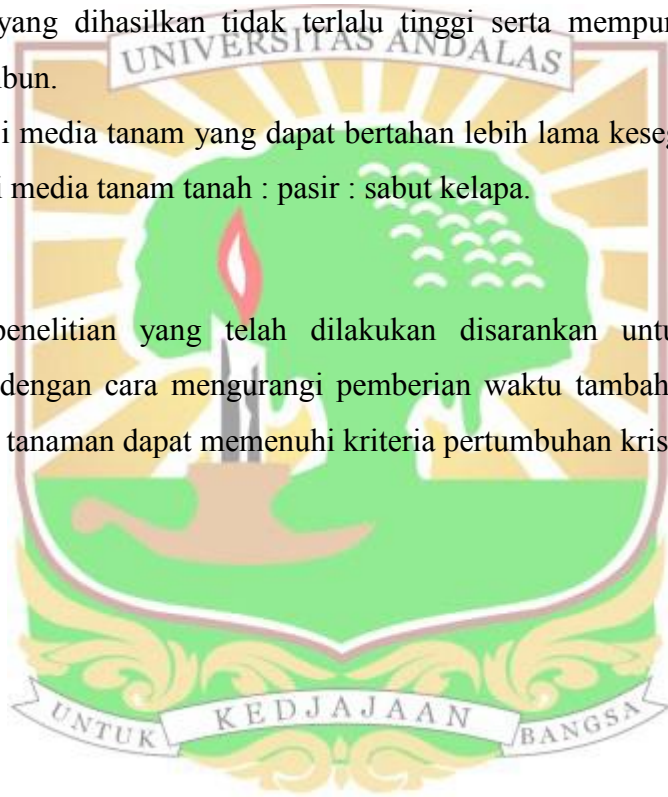 yang dihasilkan tidak terlalu tinggi serta mempun
UNIVERSITAS ANDALAS
bun.
i media tanam yang dapat bertahan lebih lama keseg
i media tanam tanah : pasir : sabut kelapa.
penelitian yang telah dilakukan disarankan untu
dengan cara mengurangi pemberian waktu tambah
tanaman dapat memenuhi kriteria pertumbuhan kris
UNTUK KEDJAJAAN BANGSA